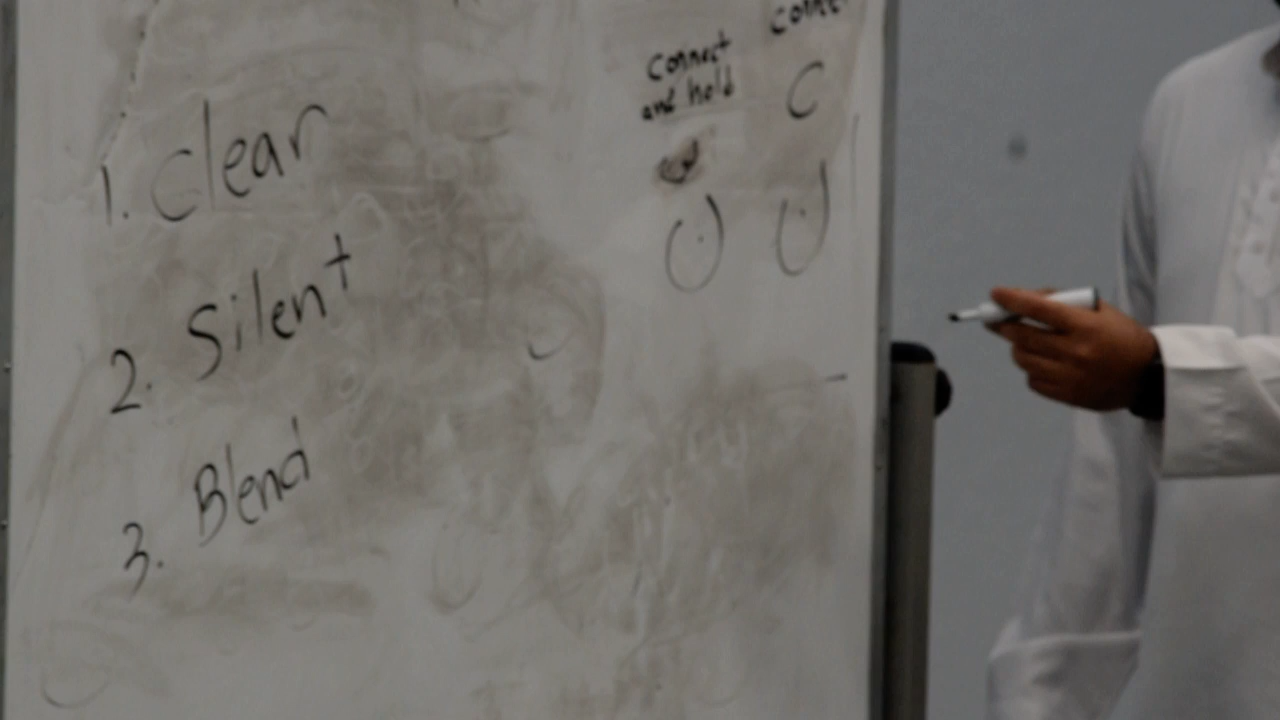 1. Clear
2. Silent
3. Blend
connect
and hold
C
ن ن